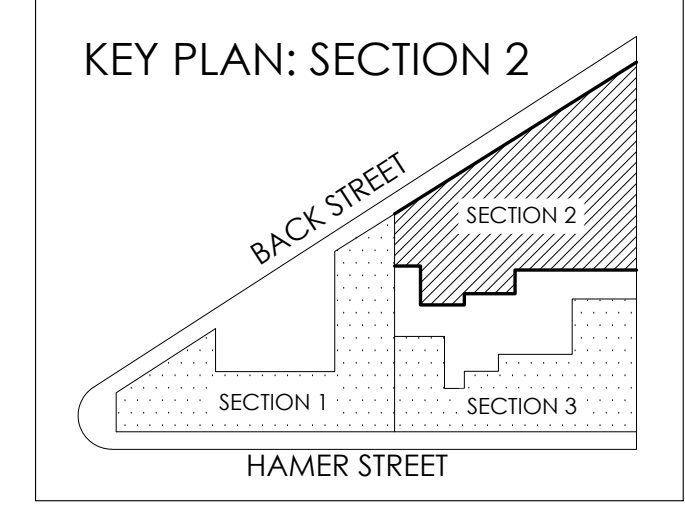 KEY PLAN: SECTION 2
BACK STREET
SECTION 2
SECTION 1
SECTION 3
HAMER STREET